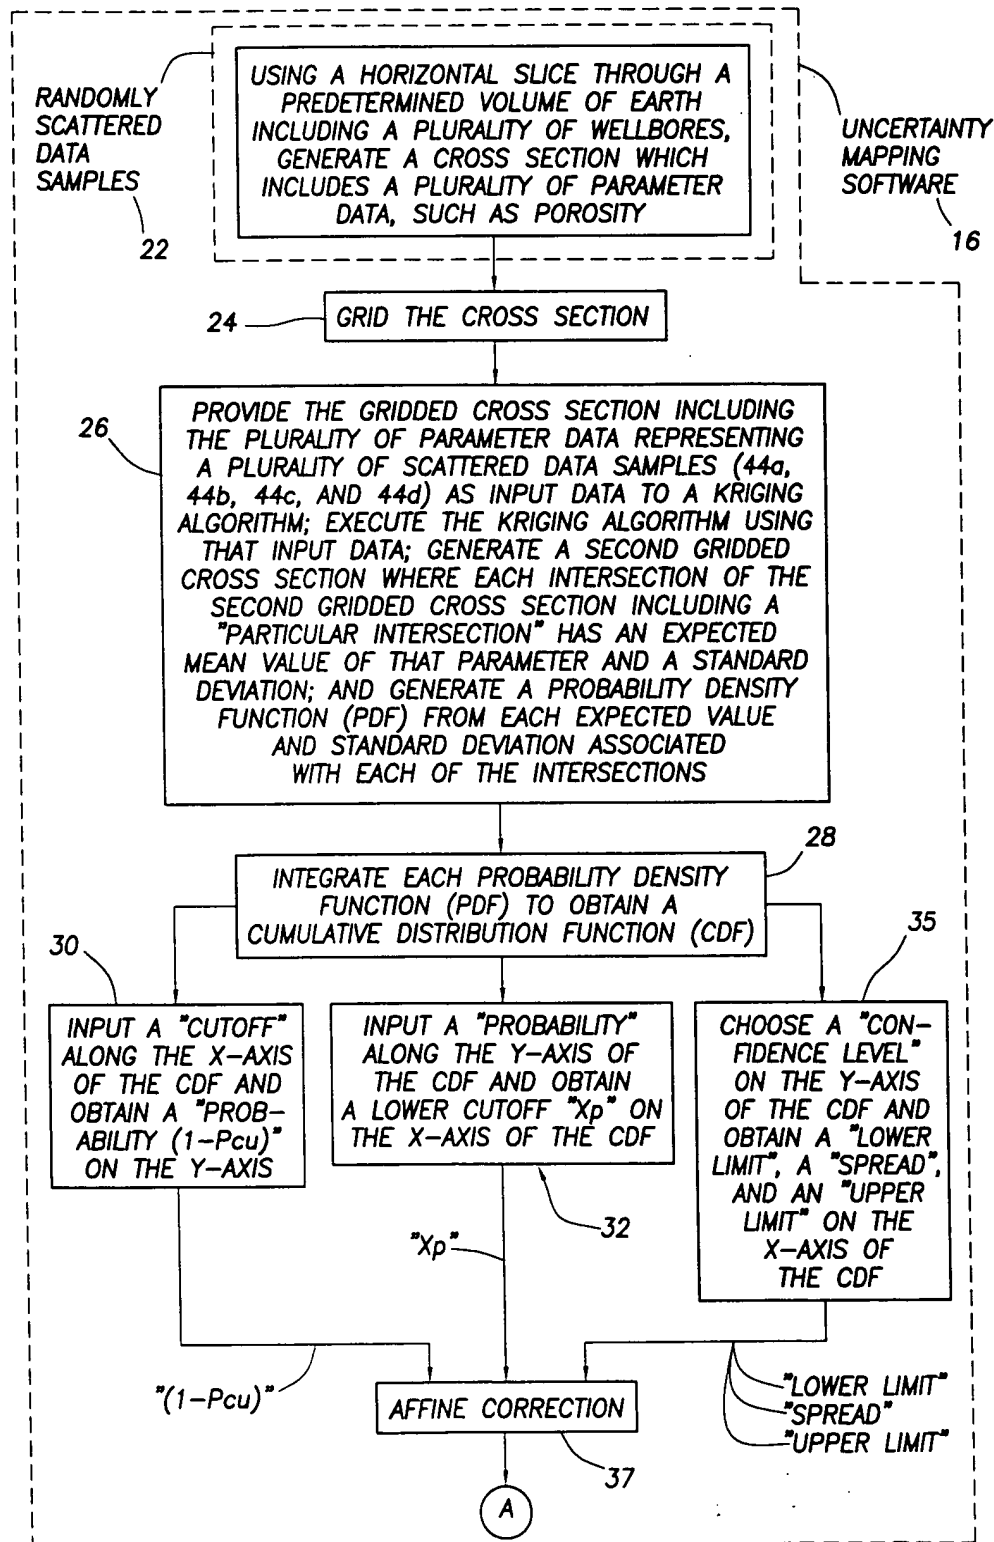 RANDOMLY
SCATTERED
DATA
SAMPLES
22
USING A HORIZONTAL SLICE THROUGH A
PREDETERMINED VOLUME OF EARTH
INCLUDING A PLURALITY OF WELLBORES,
GENERATE A CROSS SECTION WHICH
INCLUDES A PLURALITY OF PARAMETER
DATA, SUCH AS POROSITY
UNCERTAINTY
MAPPING
SOFTWARE
16
24
GRID THE CROSS SECTION
26
PROVIDE THE GRIDDED CROSS SECTION INCLUDING
THE PLURALITY OF PARAMETER DATA REPRESENTING
A PLURALITY OF SCATTERED DATA SAMPLES (44a,
44b, 44c, AND 44d) AS INPUT DATA TO A KRIGING
ALGORITHM; EXECUTE THE KRIGING ALGORITHM USING
THAT INPUT DATA; GENERATE A SECOND GRIDDED
CROSS SECTION WHERE EACH INTERSECTION OF THE
SECOND GRIDDED CROSS SECTION INCLUDING A
"PARTICULAR INTERSECTION" HAS AN EXPECTED
MEAN VALUE OF THAT PARAMETER AND A STANDARD
DEVIATION; AND GENERATE A PROBABILITY DENSITY
FUNCTION (PDF) FROM EACH EXPECTED VALUE
AND STANDARD DEVIATION ASSOCIATED
WITH EACH OF THE INTERSECTIONS
28
INTEGRATE EACH PROBABILITY DENSITY
FUNCTION (PDF) TO OBTAIN A
CUMULATIVE DISTRIBUTION FUNCTION (CDF)
30
INPUT A "CUTOFF"
ALONG THE X-AXIS
OF THE CDF AND
OBTAIN A "PROB-
ABILITY (1-Pcu)"
ON THE Y-AXIS
INPUT A "PROBABILITY"
ALONG THE Y-AXIS OF
THE CDF AND OBTAIN
A LOWER CUTOFF "Xp" ON
THE X-AXIS OF THE CDF
32
35
CHOOSE A "CON-
FIDENCE LEVEL"
ON THE Y-AXIS
OF THE CDF AND
OBTAIN A "LOWER
LIMIT", A "SPREAD",
AND AN "UPPER
LIMIT" ON THE
X-AXIS OF
THE CDF
"Xp"
"(1-Pcu)"
"LOWER LIMIT"
"SPREAD"
"UPPER LIMIT"
AFFINE CORRECTION
37
A